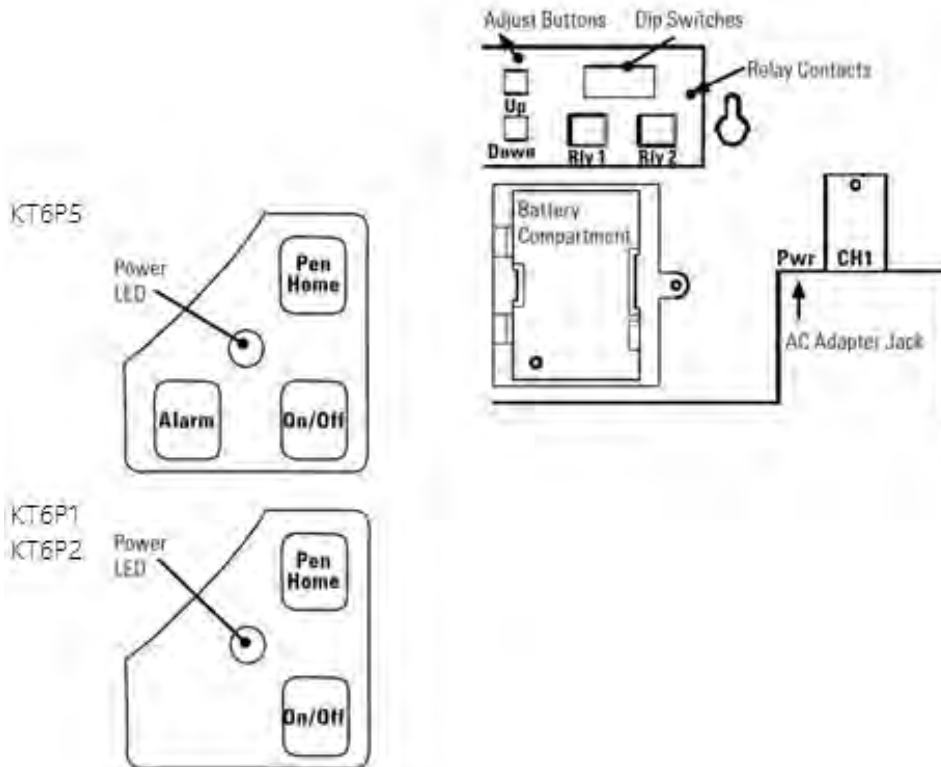 Adjust Buttons
Dip Switches
Relay Contacts
Up
Down
Rly 1
Rly 2
Battery
Compartment
Pwr
CH1
AC Adapter Jack
KT6P5
Power
LED
Pen
Home
Alarm
On/Off
KT6P1
KT6P2
Power
LED
Pen
Home
On/Off